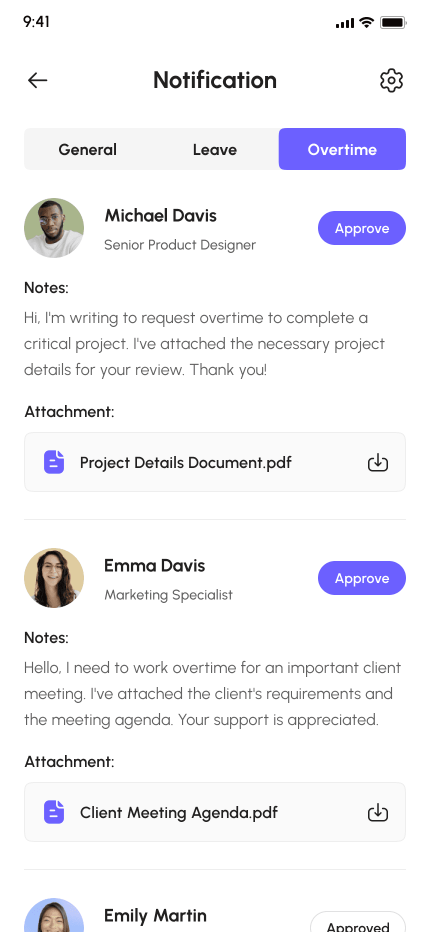 9:41
Notification
General Leave Overtime
Michael Davis
Senior Product Designer
Approve
Notes:
Hi, I'm writing to request overtime to complete a
critical project. I've attached the necessary project
details for your review. Thank you!
Attachment:
Project Details Document.pdf
Emma Davis
Marketing Specialist
Approve
Notes:
Hello, I need to work overtime for an important client
meeting. I've attached the client's requirements and
the meeting agenda. Your support is appreciated.
Attachment:
Client Meeting Agenda.pdf
Emily Martin
Approved